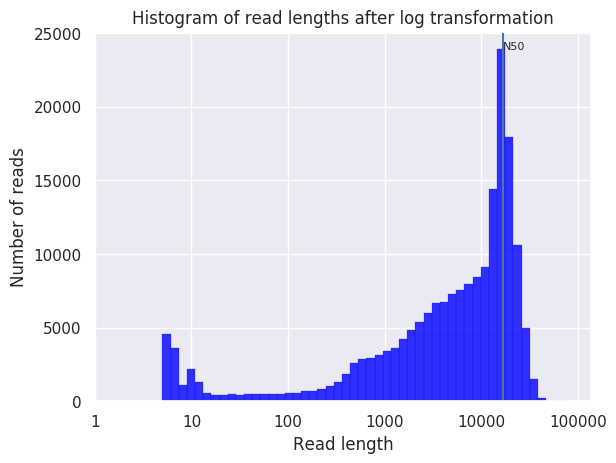 Histogram of read lengths after log transformation
25000
N50
20000
15000
10000
5000
0
Number of reads
1 10 100 1000 10000 100000
Read length